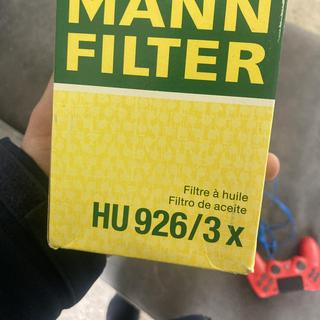 MANN
FILTER
Filtre à huile
Filtro de aceite
HU 926/3 x